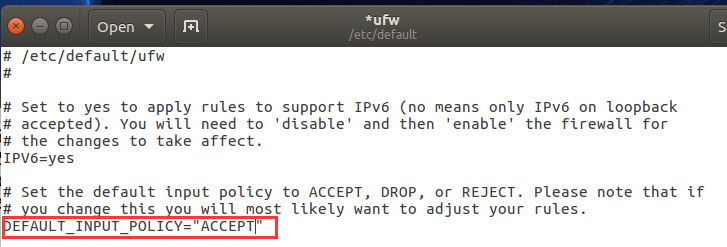 Open
*ufw
/etc/default
S
# /etc/default/ufw
#
# Set to yes to apply rules to support IPv6 (no means only IPv6 on loopback
# accepted). You will need to 'disable' and then 'enable' the firewall for
# the changes to take affect.
IPV6=yes
# Set the default input policy to ACCEPT, DROP, or REJECT. Please note that if
# you change this you will most likely want to adjust your rules.
DEFAULT_INPUT_POLICY="ACCEPT"